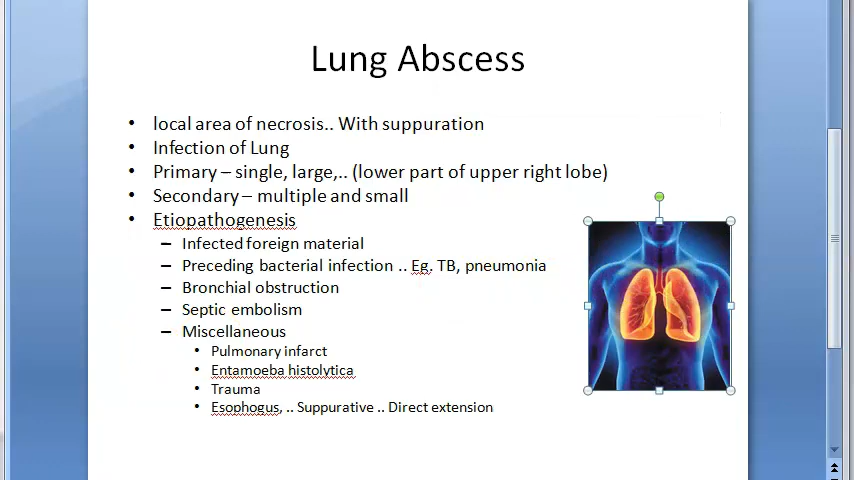 Lung Abscess
• local area of necrosis.. With suppuration
• Infection of Lung
• Primary – single, large,.. (lower part of upper right lobe)
• Secondary – multiple and small
• Etiopathogenesis
– Infected foreign material
– Preceding bacterial infection .. Eg. TB, pneumonia
– Bronchial obstruction
– Septic embolism
– Miscellaneous
• Pulmonary infarct
• Entamoeba histolytica
• Trauma
• Esophogus, .. Suppurative .. Direct extension